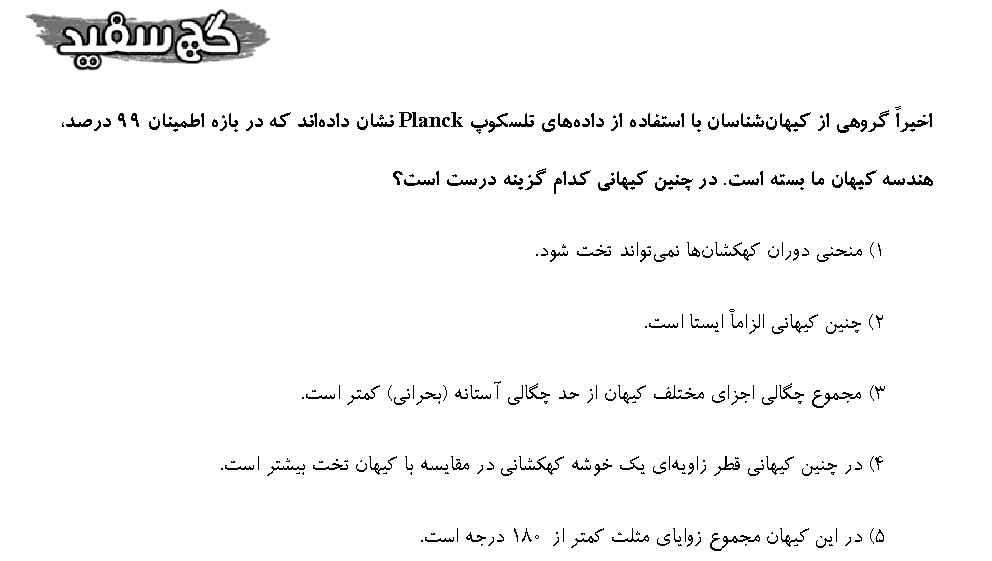 گچ سفید
اخیراً گروهی از کیهان‌شناسان با استفاده از داده‌های تلسکوپ Planck نشان داده‌اند که در بازه اطمینان ۹۹ درصد،
هندسه کیهان ما بسته است. در چنین کیهانی کدام گزینه درست است؟
۱) منحنی دوران کهکشان‌ها نمی‌تواند تخت شود.
۲) چنین کیهانی الزاماً ایستا است.
۳) مجموع چگالی اجزای مختلف کیهان از حد چگالی آستانه (بحرانی) کمتر است.
۴) در چنین کیهانی قطر زاویه‌ای یک خوشه کهکشانی در مقایسه با کیهان تخت بیشتر است.
۵) در این کیهان مجموع زوایای مثلث کمتر از ۱۸۰ درجه است.